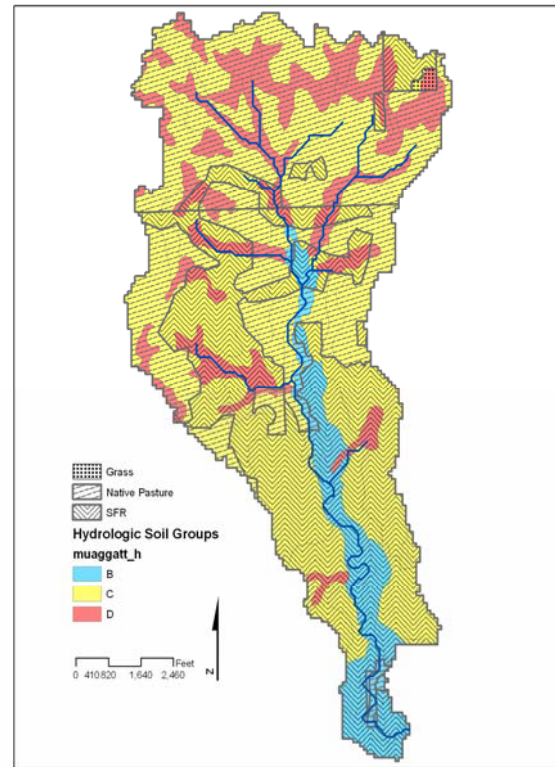 Grass
Native Pasture
SFR
Hydrologic Soil Groups
muaggatt_h
B
C
D
Feet
0 410820 1,640 2,460
N